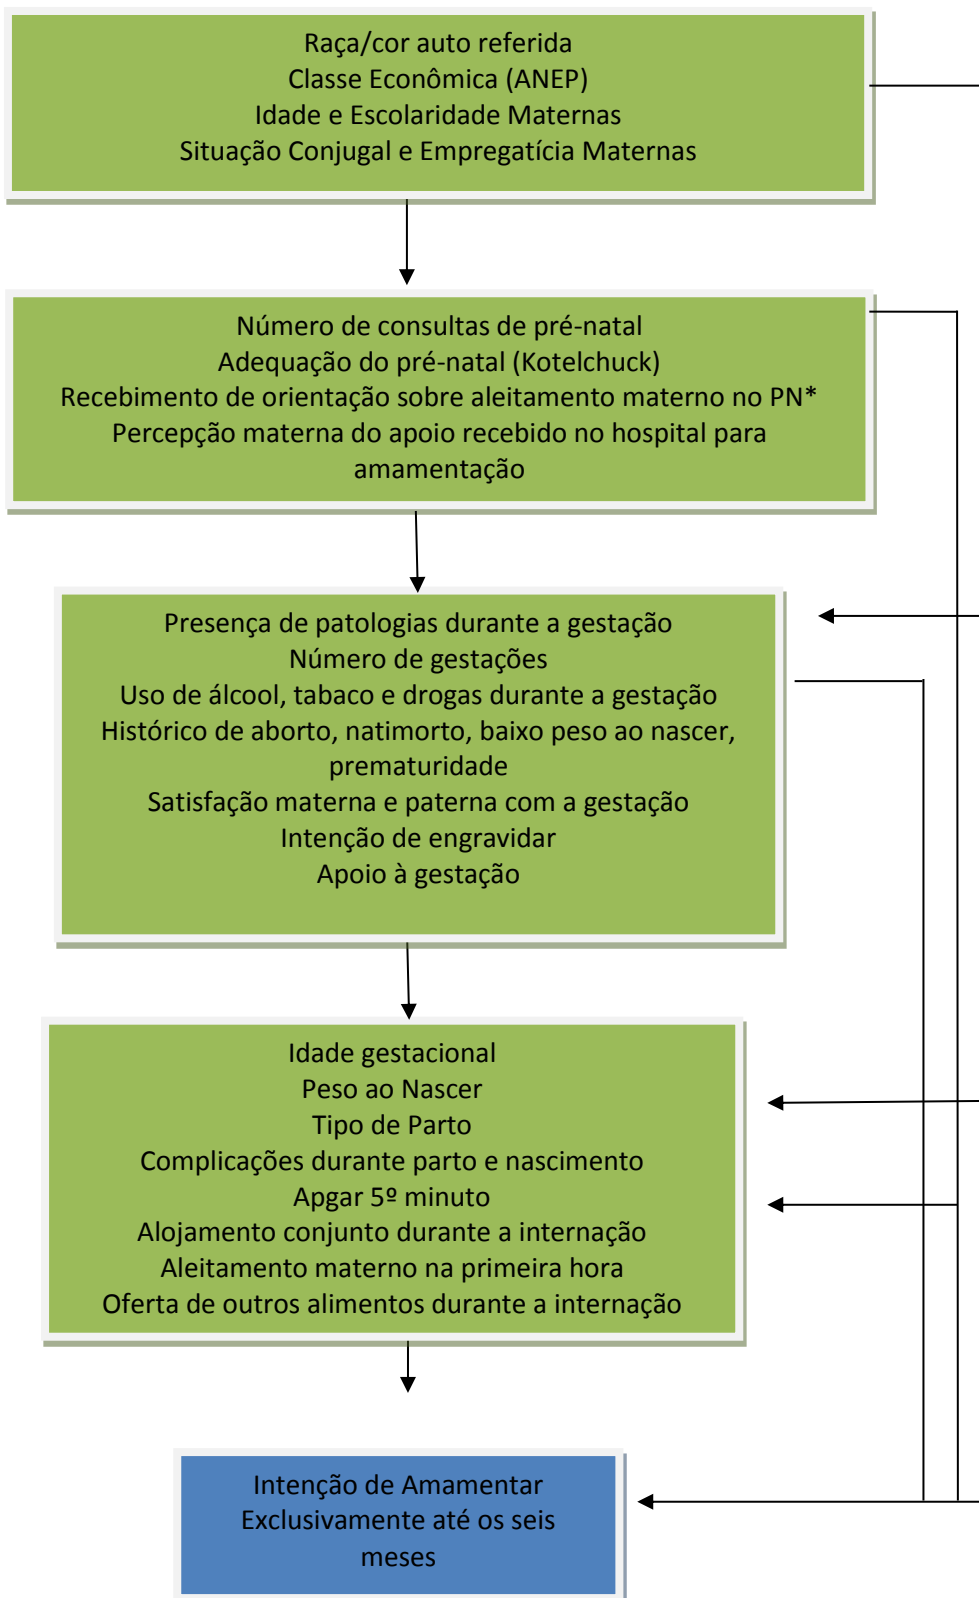 Raça/cor auto referida
Classe Econômica (ANEP)
Idade e Escolaridade Maternas
Situação Conjugal e Empregatícia Maternas
Número de consultas de pré-natal
Adequação do pré-natal (Kotelchuck)
Recebimento de orientação sobre aleitamento materno no PN*
Percepção materna do apoio recebido no hospital para
amamentação
Presença de patologias durante a gestação
Número de gestações
Uso de álcool, tabaco e drogas durante a gestação
Histórico de aborto, natimorto, baixo peso ao nascer,
prematuridade
Satisfação materna e paterna com a gestação
Intenção de engravidar
Apoio à gestação
Idade gestacional
Peso ao Nascer
Tipo de Parto
Complicações durante parto e nascimento
Apgar 5º minuto
Alojamento conjunto durante a internação
Aleitamento materno na primeira hora
Oferta de outros alimentos durante a internação
Intenção de Amamentar
Exclusivamente até os seis
meses